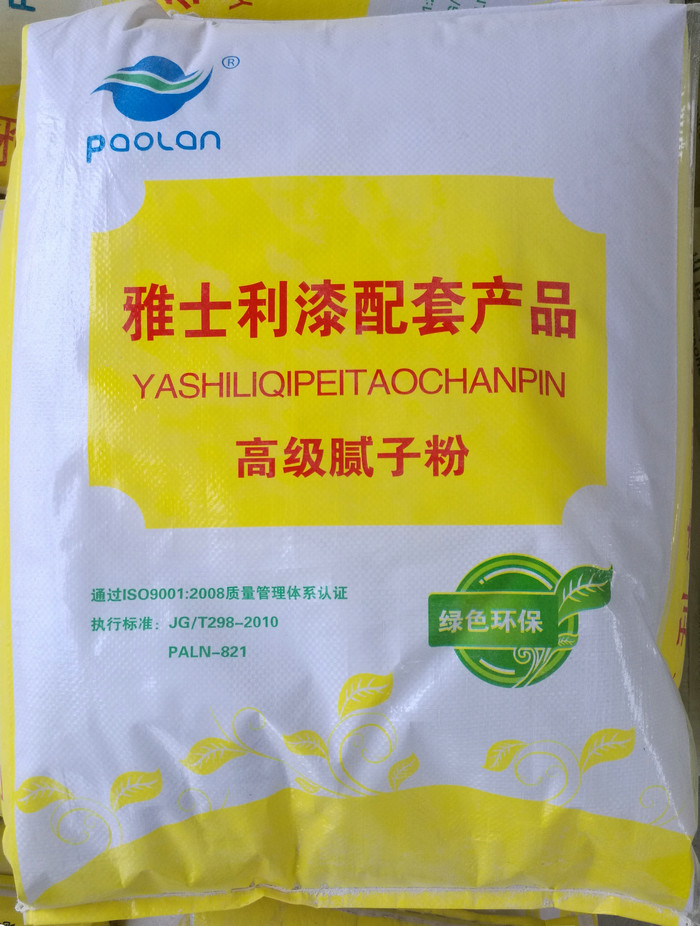 ®
PAOLAN
雅士利漆配套产品
YASHILIQIPEITAOCHANPIN
高级腻子粉
通过ISO9001:2008质量管理体系认证
执行标准：JG/T298-2010
PALN-821
绿色环保